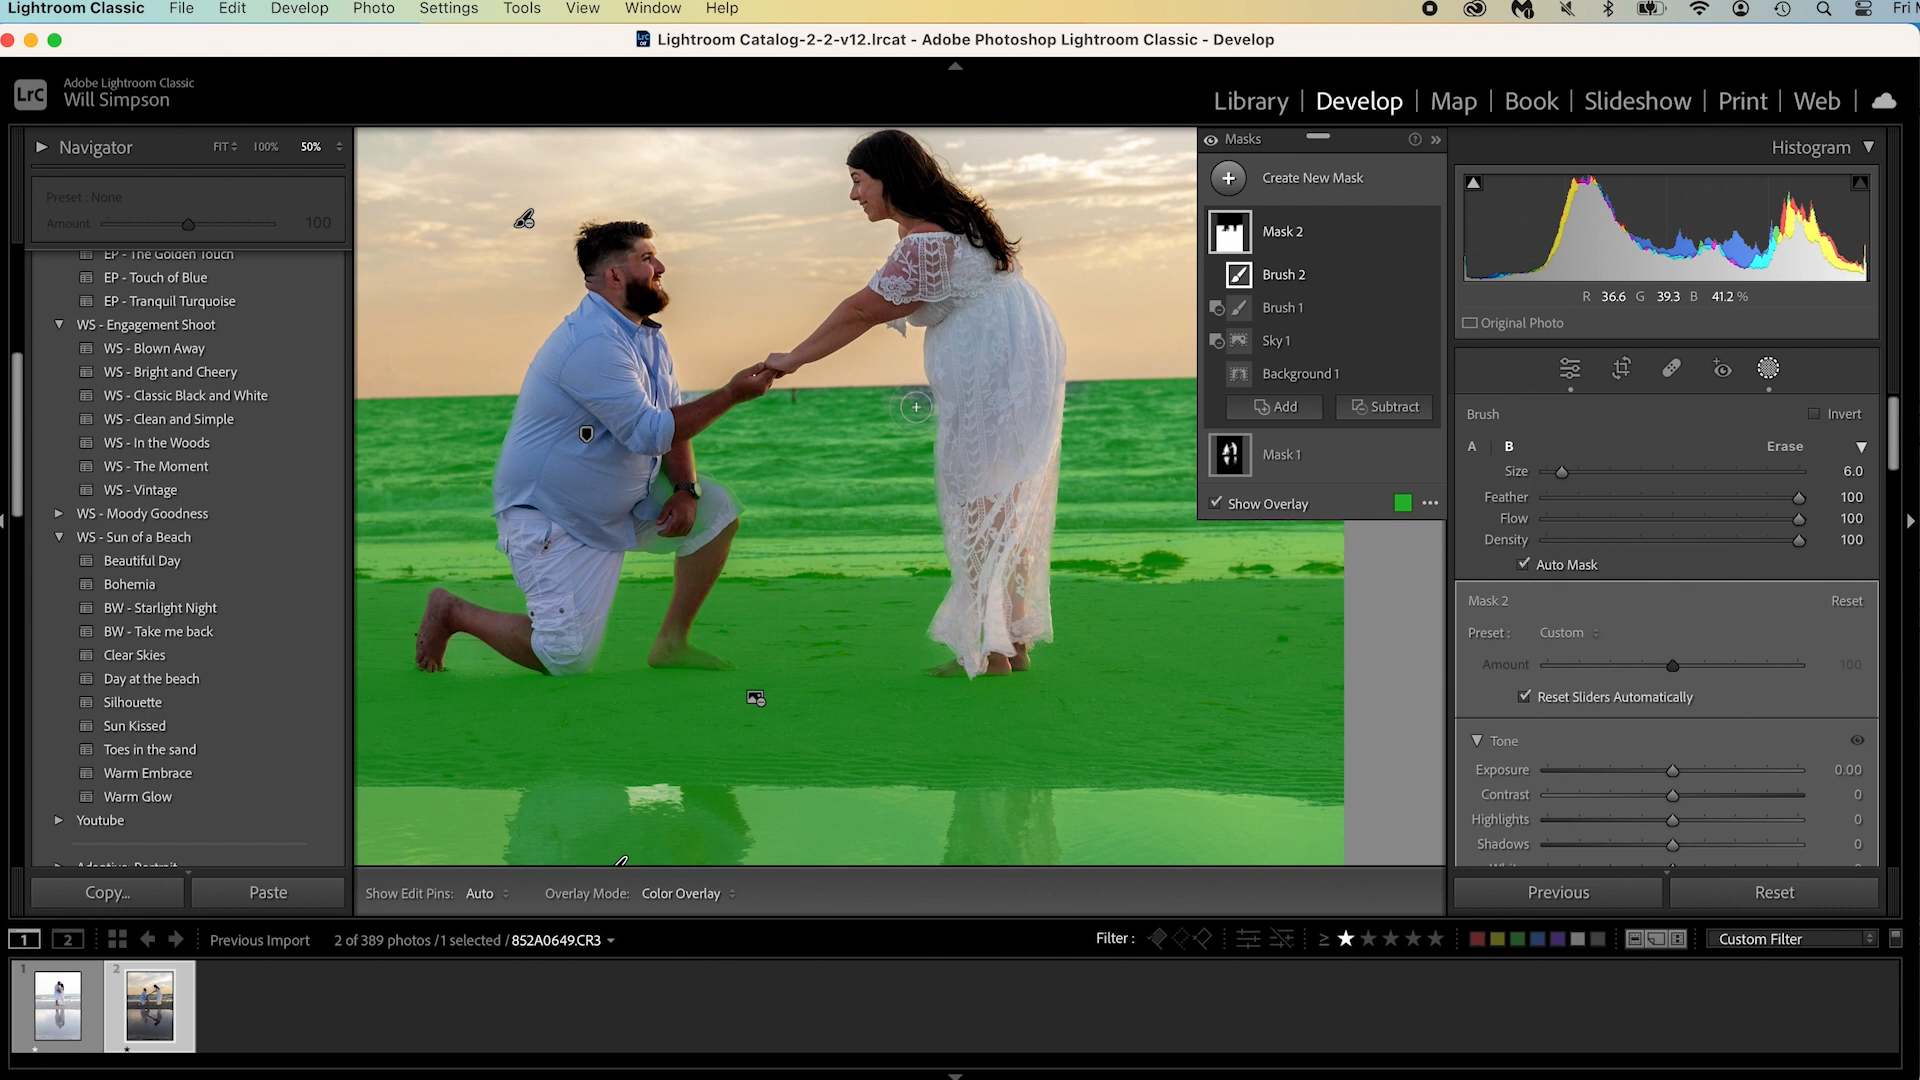 Lightroom Classic File Edit Develop Photo Settings Tools View Window Help Fri
Lightroom Catalog-2-2-v12.lrcat - Adobe Photoshop Lightroom Classic - Develop
LrC Adobe Lightroom Classic
Will Simpson
Library | Develop | Map | Book | Slideshow | Print | Web
Navigator FIT 100% 50%
Preset : None
Amount 100
EP - The Golden Touch
EP - Touch of Blue
EP - Tranquil Turquoise
WS - Engagement Shoot
WS - Blown Away
WS - Bright and Cheery
WS - Classic Black and White
WS - Clean and Simple
WS - In the Woods
WS - The Moment
WS - Vintage
WS - Moody Goodness
WS - Sun of a Beach
Beautiful Day
Bohemia
BW - Starlight Night
BW - Take me back
Clear Skies
Day at the beach
Silhouette
Sun Kissed
Toes in the sand
Warm Embrace
Warm Glow
Youtube
Copy... Paste
Masks
Create New Mask
Mask 2
Brush 2
Brush 1
Sky 1
Background 1
Add Subtract
Mask 1
Show Overlay
Histogram
R 36.6 G 39.3 B 41.2 %
Original Photo
Brush Invert
A B Erase
Size 6.0
Feather 100
Flow 100
Density 100
Auto Mask
Mask 2 Reset
Preset : Custom
Amount 100
Reset Sliders Automatically
Tone
Exposure 0.00
Contrast 0
Highlights 0
Shadows 0
Previous Reset
Show Edit Pins: Auto Overlay Mode: Color Overlay
1 2 Previous Import 2 of 389 photos /1 selected / 852A0649.CR3 Filter : ≥ Custom Filter
1 2